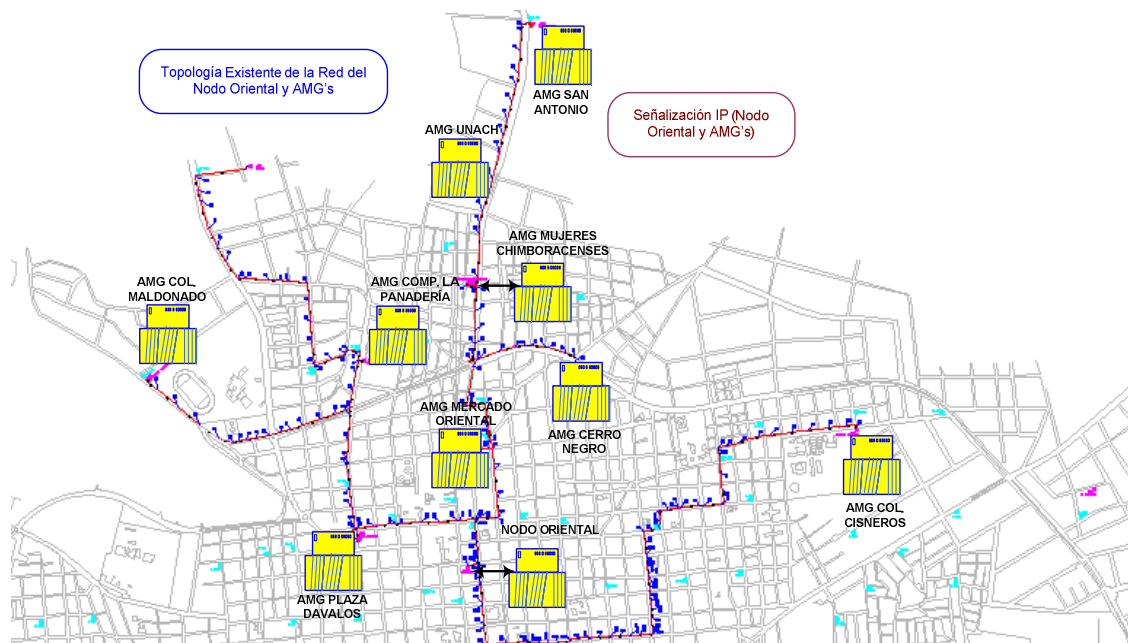 Topología Existente de la Red del
Nodo Oriental y AMG's
AMG SAN
ANTONIO
Señalización IP (Nodo
Oriental y AMG's)
AMG UNACH
AMG MUJERES
CHIMBORACENSES
AMG COL,
MALDONADO
AMG COMP, LA
PANADERÍA
AMG MERCADO
ORIENTAL
AMG CERRO
NEGRO
AMG COL,
CISNEROS
NODO ORIENTAL
AMG PLAZA
DAVALOS